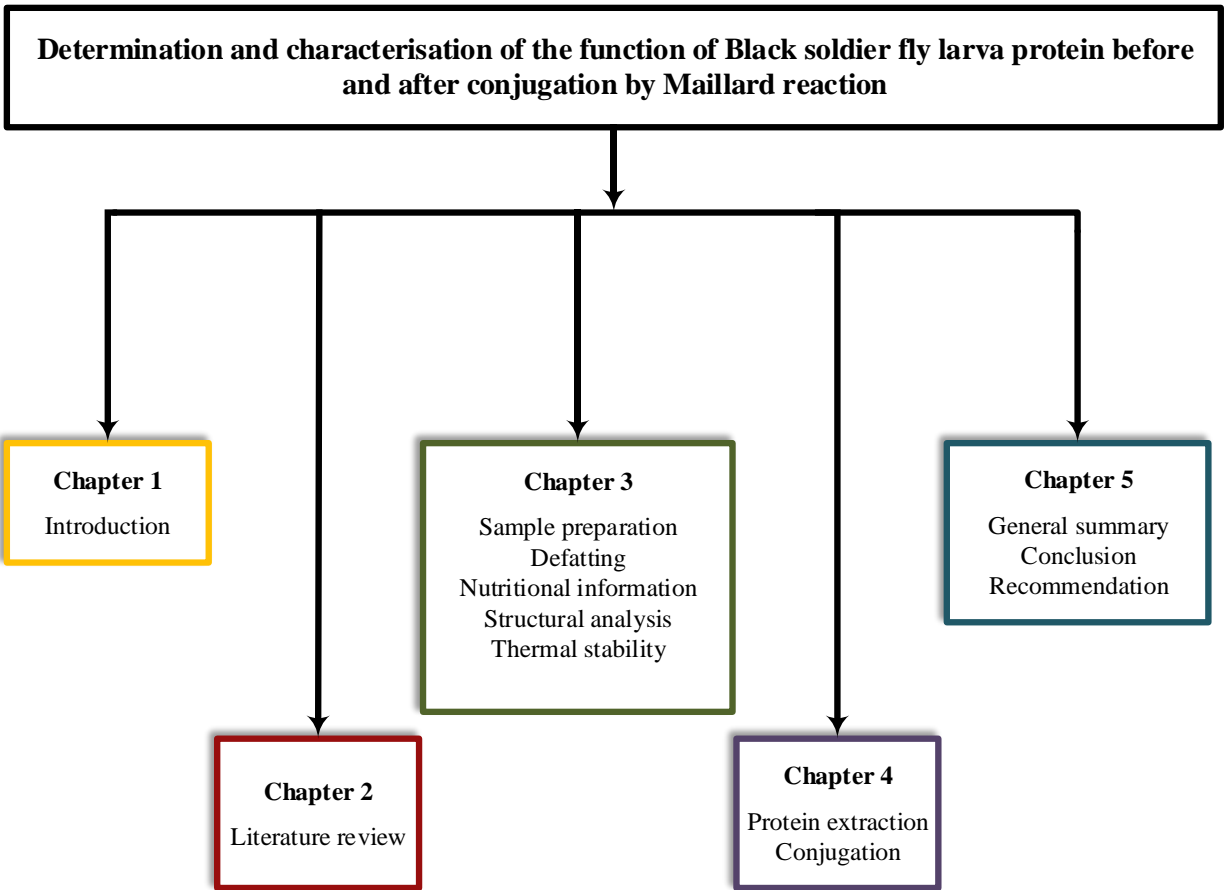 Determination and characterisation of the function of Black soldier fly larva protein before
and after conjugation by Maillard reaction
Chapter 1
Introduction
Chapter 2
Literature review
Chapter 3
Sample preparation
Defatting
Nutritional information
Structural analysis
Thermal stability
Chapter 4
Protein extraction
Conjugation
Chapter 5
General summary
Conclusion
Recommendation